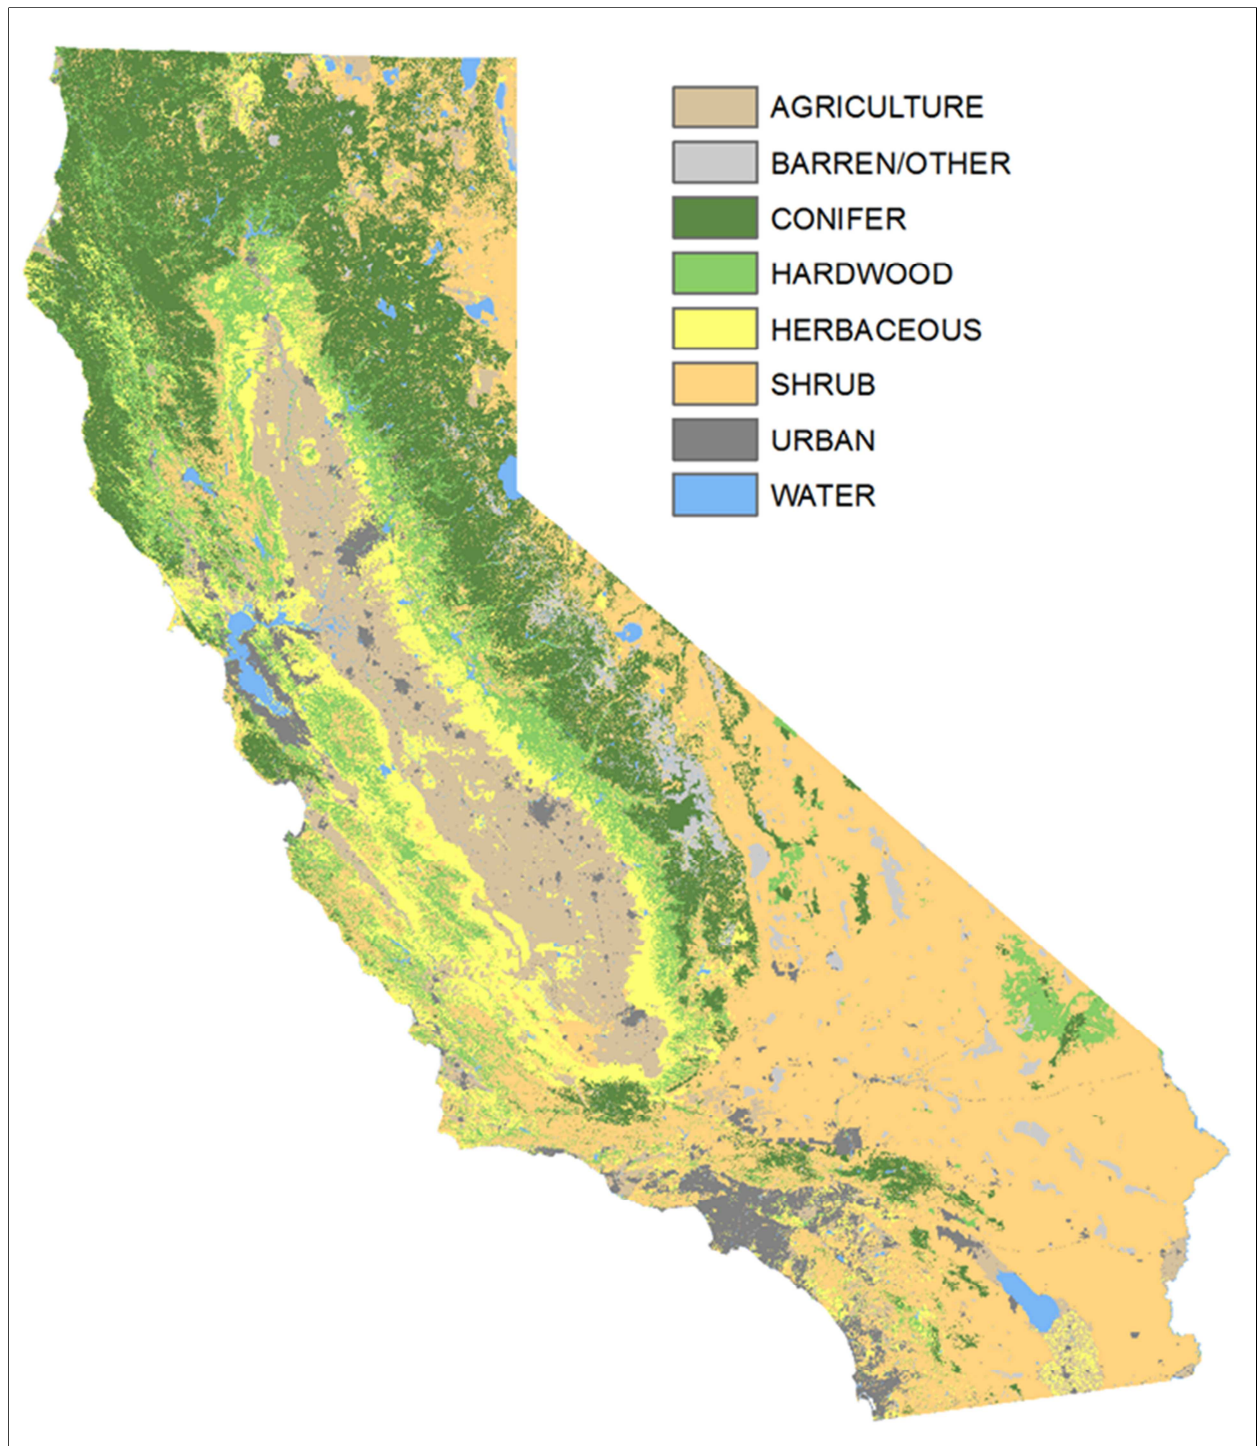 AGRICULTURE
BARREN/OTHER
CONIFER
HARDWOOD
HERBACEOUS
SHRUB
URBAN
WATER